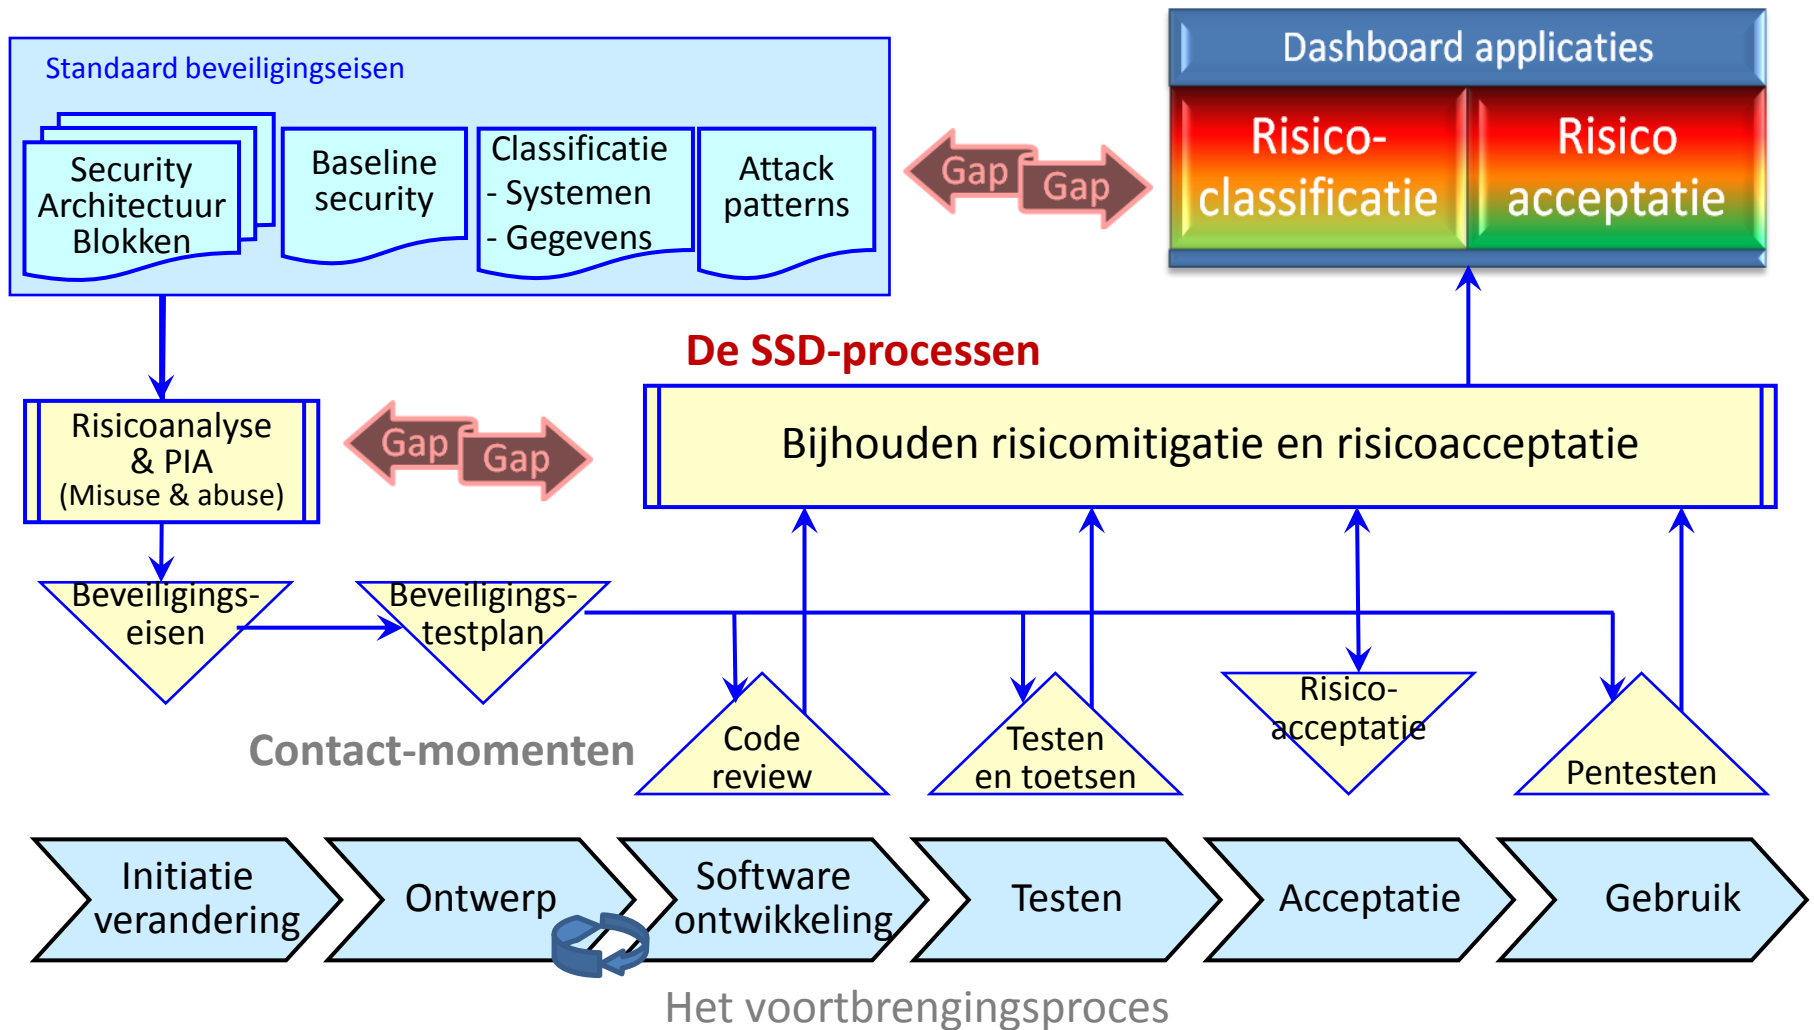 Standaard beveiligingseisen
Security
Architectuur
Blokken
Baseline
security
Classificatie
- Systemen
- Gegevens
Attack
patterns
Gap
Gap
Dashboard applicaties
Risico-
classificatie
Risico
acceptatie
De SSD-processen
Risicoanalyse
& PIA
(Misuse & abuse)
Gap
Gap
Bijhouden risicomitigatie en risicoacceptatie
Beveiligings-
eisen
Beveiligings-
testplan
Contact-momenten
Code
review
Testen
en toetsen
Risico-
acceptatie
Pentesten
Initiatie
verandering
Ontwerp
Software
ontwikkeling
Testen
Acceptatie
Gebruik
Het voortbrengingsproces